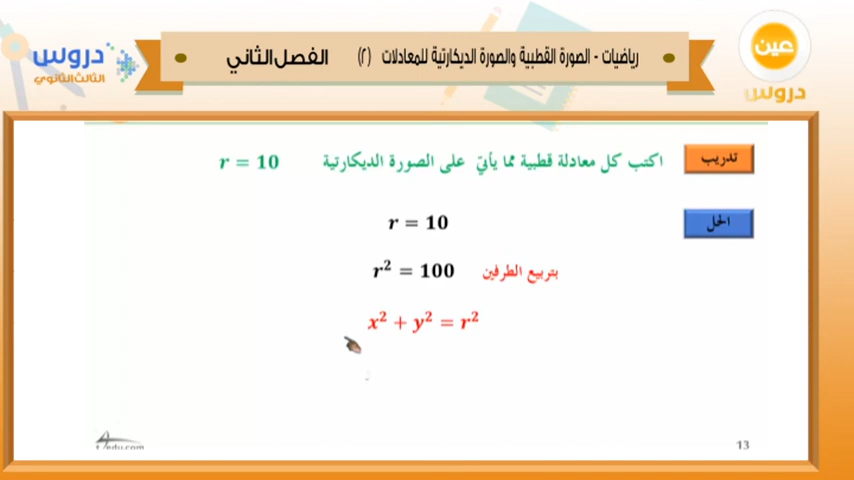 دروس
الثالث الثانوي
رياضيات - الصورة القطبية والصورة الديكارتية للمعادلات (٢) الفصل الثاني
عين
دروس
تدريب
اكتب كل معادلة قطبية مما يأتي على الصورة الديكارتية r = 10
الحل
r = 10
r² = 100 بتربيع الطرفين
x² + y² = r²
13